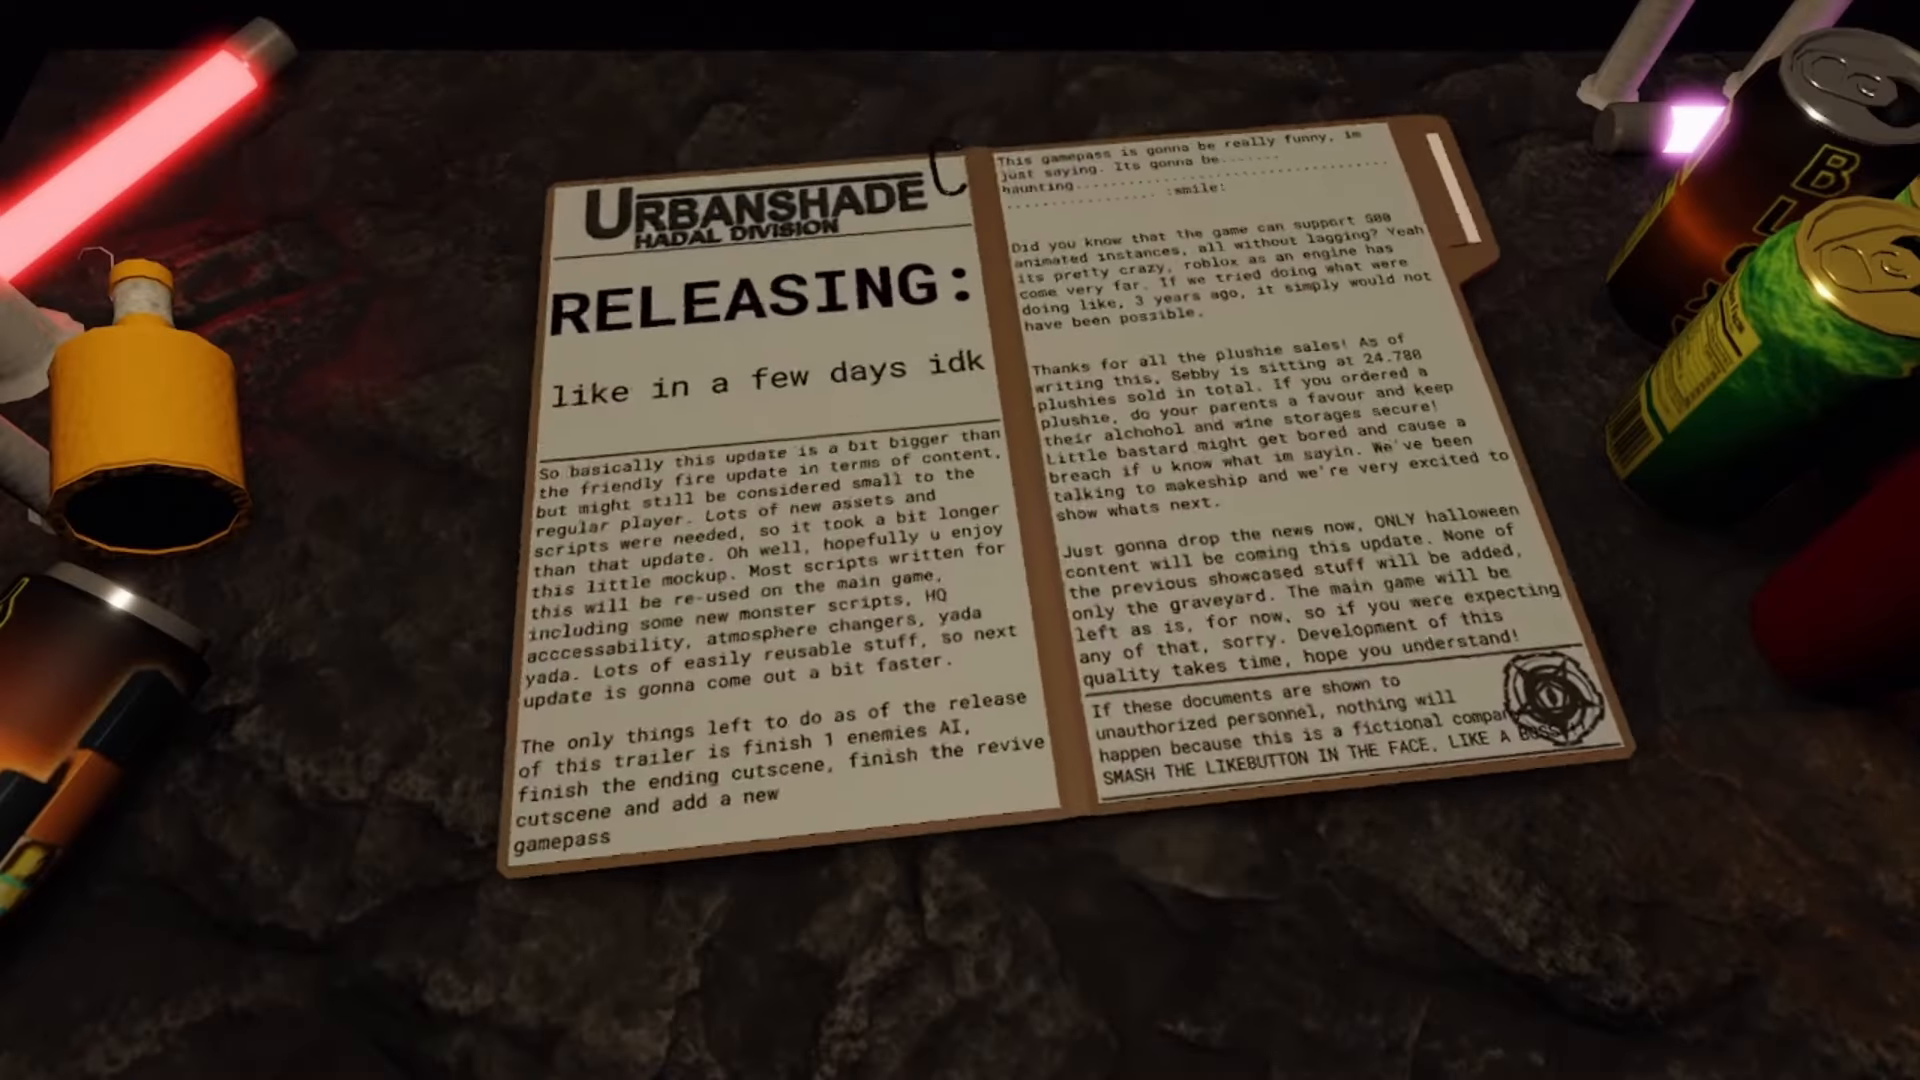 URBANSHADE
HADAL DIVISION
RELEASING:
like in a few days idk
So basically this update is a bit bigger than
the friendly fire update in terms of content,
but might still be considered small to the
regular player. Lots of new assets and
scripts were needed, so it took a bit longer
than that update. Oh well, hopefully u enjoy
this little mockup. Most scripts written for
this will be re-used on the main game,
including some new monster scripts, HQ
acccessability, atmosphere changers, yada
yada. Lots of easily reusable stuff, so next
update is gonna come out a bit faster.
The only things left to do as of the release
of this trailer is finish 1 enemies AI,
finish the ending cutscene, finish the revive
cutscene and add a new
gamepass
This gamepass is gonna be really funny, im
just saying. Its gonna be.......
haunting..................................
................. :smile:
Did you know that the game can support 500
animated instances, all without lagging? Yeah
its pretty crazy, roblox as an engine has
come very far. If we tried doing what were
doing like, 3 years ago, it simply would not
have been possible.
Thanks for all the plushie sales! As of
writing this, Sebby is sitting at 24.780
plushies sold in total. If you ordered a
plushie, do your parents a favour and keep
their alchohol and wine storages secure!
Little bastard might get bored and cause a
breach if u know what im sayin. We've been
talking to makeship and we're very excited to
show whats next.
Just gonna drop the news now, ONLY halloween
content will be coming this update. None of
the previous showcased stuff will be added,
only the graveyard. The main game will be
left as is, for now, so if you were expecting
any of that, sorry. Development of this
quality takes time, hope you understand!
If these documents are shown to
unauthorized personnel, nothing will
happen because this is a fictional compan
SMASH THE LIKEBUTTON IN THE FACE, LIKE A BOSS